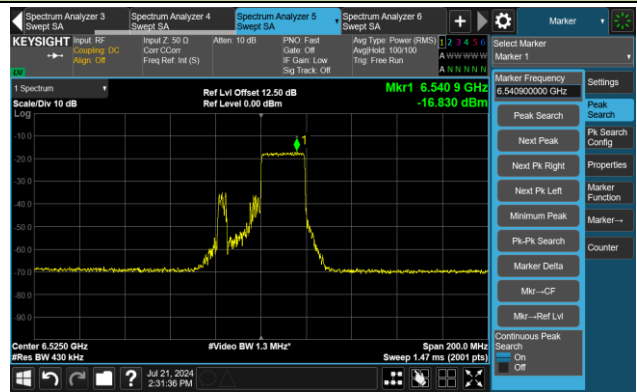 Spectrum Analyzer 3
Swept SA
Spectrum Analyzer 4
Swept SA
Spectrum Analyzer 5
Swept SA
Spectrum Analyzer 6
Swept SA
+
Marker
KEYSIGHT
Input: RF
Coupling: DC
Align: Off
Input Z: 50 Ω
Corr CCorr
Freq Ref: Int (S)
Atten: 10 dB
PNO: Fast
Gate: Off
IF Gain: Low
Sig Track: Off
Avg Type: Power (RMS)
Avg|Hold: 100/100
Trig: Free Run
1 2 3 4 5 6
A W W W W W
A N N N N N
LV
Select Marker
Marker 1
1 Spectrum
Scale/Div 10 dB
Log
Ref Lvl Offset 12.50 dB
Ref Level 0.00 dBm
Mkr1 6.540 9 GHz
-16.830 dBm
1
-10.0
-20.0
-30.0
-40.0
-50.0
-60.0
-70.0
-80.0
-90.0
Center 6.5250 GHz
#Res BW 430 kHz
#Video BW 1.3 MHz*
Span 200.0 MHz
Sweep 1.47 ms (2001 pts)
Marker Frequency
6.540900000 GHz
Peak Search
Next Peak
Next Pk Right
Next Pk Left
Minimum Peak
Pk-Pk Search
Marker Delta
Mkr→CF
Mkr→Ref Lvl
Continuous Peak
Search
On
Off
Settings
Peak
Search
Pk Search
Config
Properties
Marker
Function
Marker→
Counter
?
Jul 21, 2024
2:31:36 PM